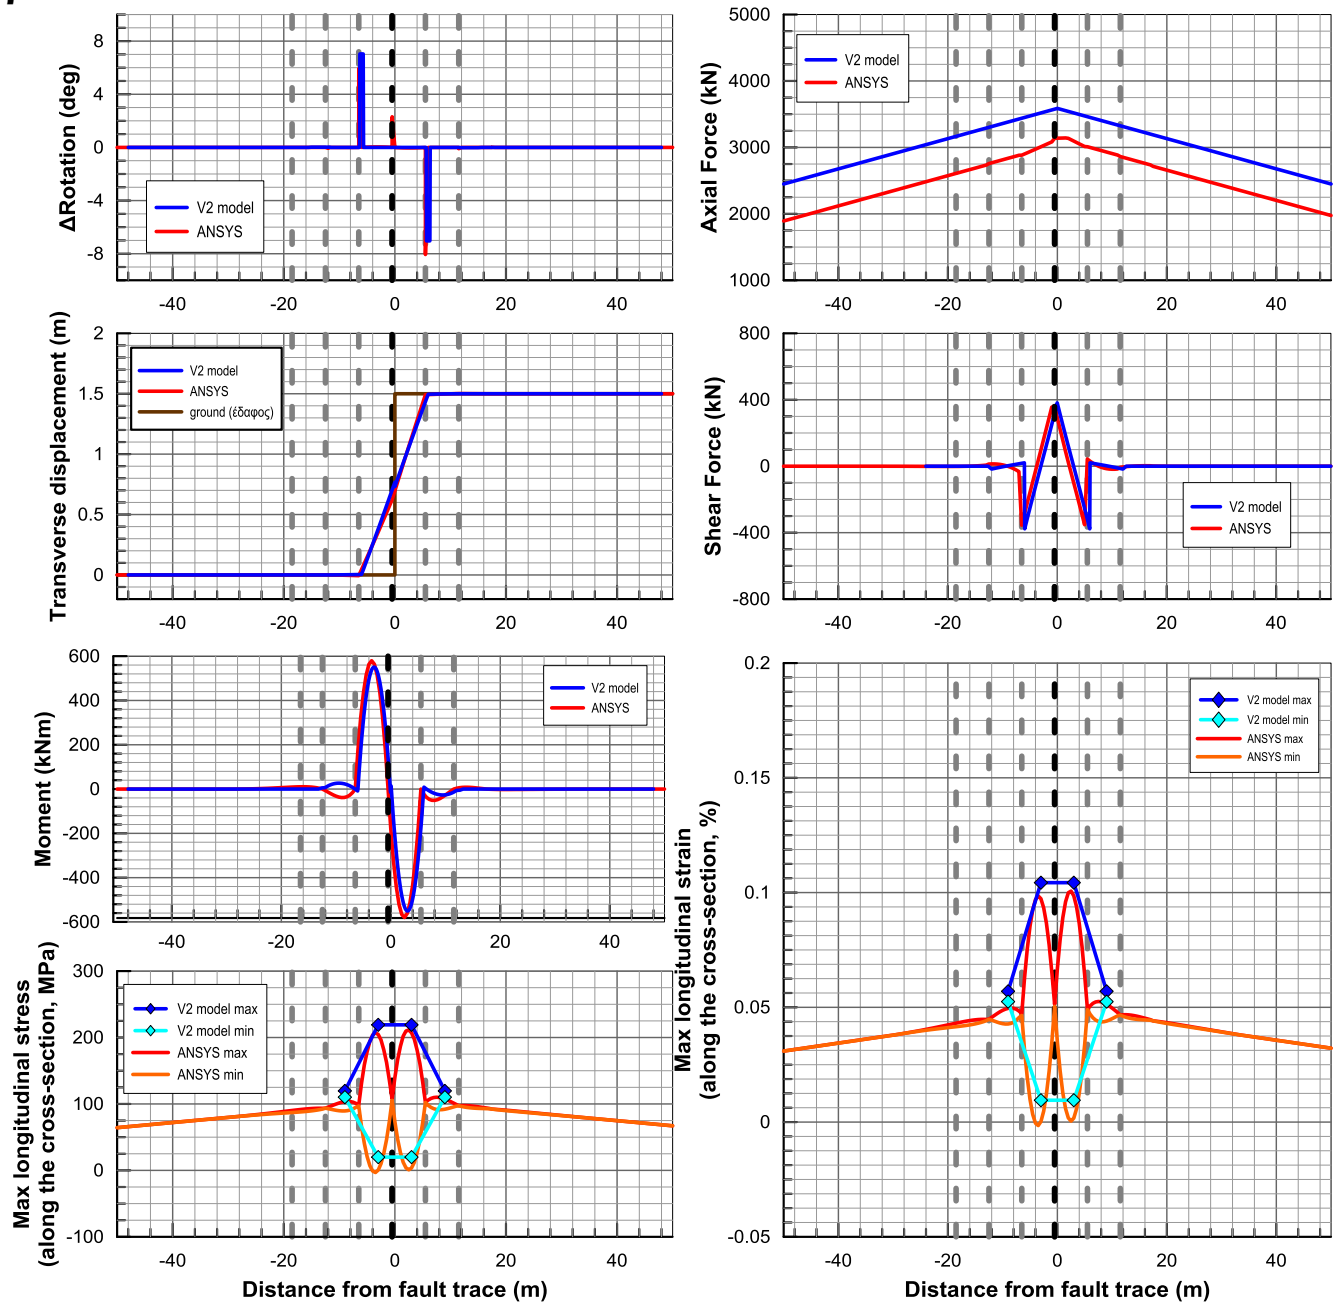 8
4
0
-4
-8
ΔRotation (deg)
V2 model
ANSYS
-40
-20
0
20
40
5000
4000
3000
2000
1000
Axial Force (kN)
V2 model
ANSYS
-40
-20
0
20
40
2
1.5
1
0.5
0
Transverse displacement (m)
V2 model
ANSYS
ground (έδαφος)
-40
-20
0
20
40
800
400
0
-400
-800
Shear Force (kN)
V2 model
ANSYS
-40
-20
0
20
40
600
400
200
0
-200
-400
-600
Moment (kNm)
V2 model
ANSYS
-40
-20
0
20
40
300
200
100
0
-100
Max longitudinal stress
(along the cross-section, MPa)
V2 model max
V2 model min
ANSYS max
ANSYS min
-40
-20
0
20
40
Distance from fault trace (m)
0.2
0.15
0.1
0.05
0
-0.05
Max longitudinal strain
(along the cross-section, %)
V2 model max
V2 model min
ANSYS max
ANSYS min
-40
-20
0
20
40
Distance from fault trace (m)